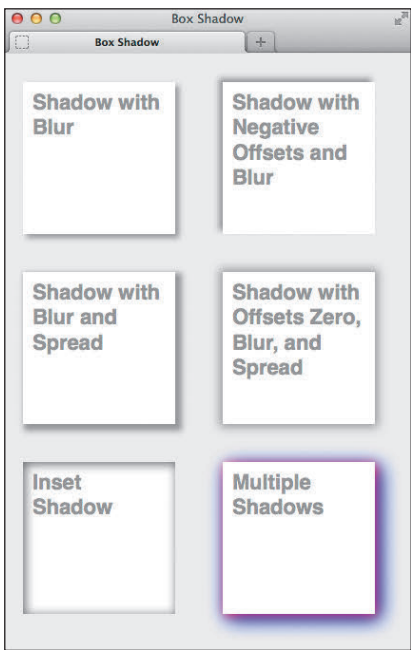 Box Shadow
Box Shadow
Shadow with
Blur
Shadow with
Negative
Offsets and
Blur
Shadow with
Blur and
Spread
Shadow with
Offsets Zero,
Blur, and
Spread
Inset
Shadow
Multiple
Shadows